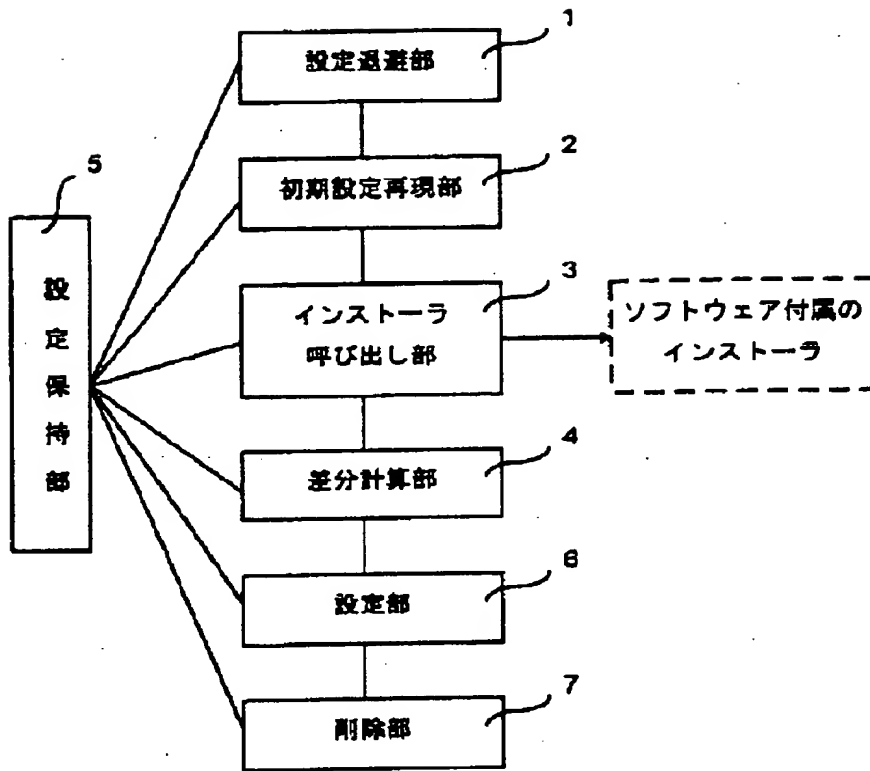 1
設定退避部
2
初期設定再現部
5
設定保持部
3
インストーラ
呼び出し部
ソフトウェア付属の
インストーラ
4
差分計算部
6
設定部
7
削除部